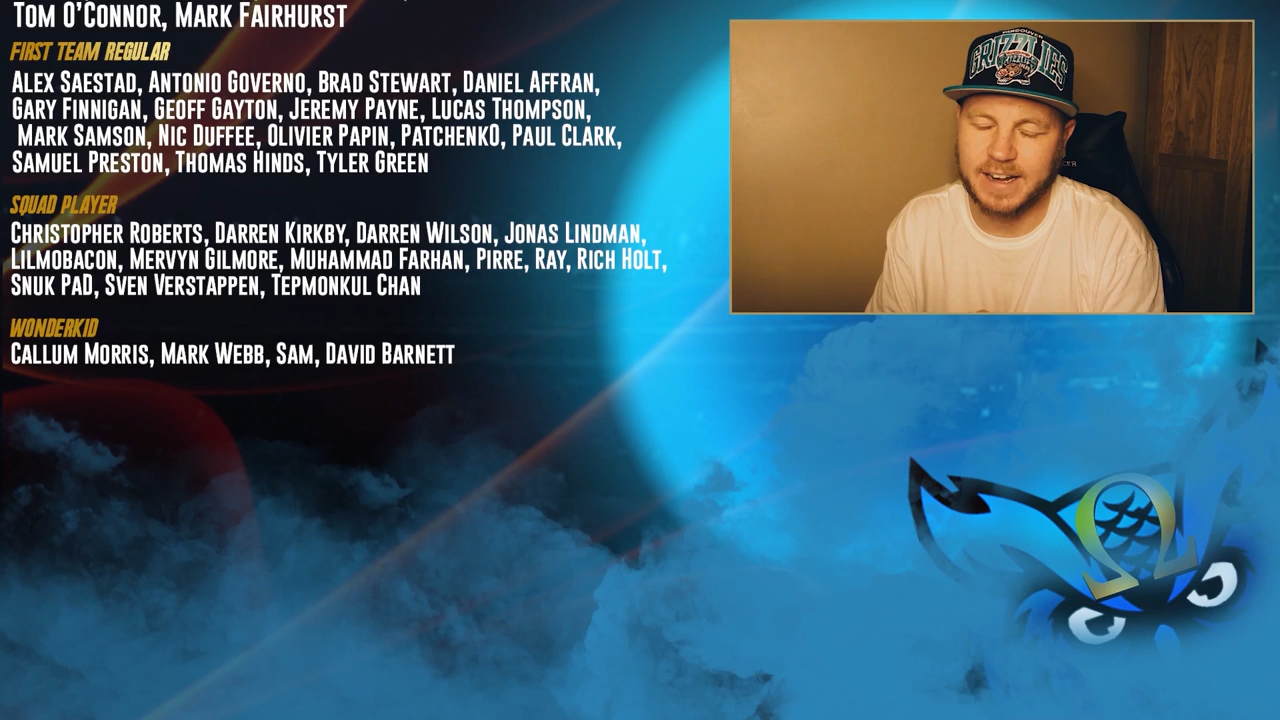 Tom O'Connor, Mark Fairhurst
FIRST TEAM REGULAR
Alex Saestad, Antonio Governo, Brad Stewart, Daniel Affran,
Gary Finnigan, Geoff Gayton, Jeremy Payne, Lucas Thompson,
Mark Samson, Nic Duffee, Olivier Papin, PatchenkO, Paul Clark,
Samuel Preston, Thomas Hinds, Tyler Green
SQUAD PLAYER
Christopher Roberts, Darren Kirkby, Darren Wilson, Jonas Lindman,
Lilmobacon, Mervyn Gilmore, Muhammad Farhan, Pirre, Ray, Rich Holt,
Snuk PaD, Sven Verstappen, Tepmonkul Chan
WONDERKID
Callum Morris, Mark Webb, Sam, David Barnett
VANCOUVER
GRIZZLIES
Ω